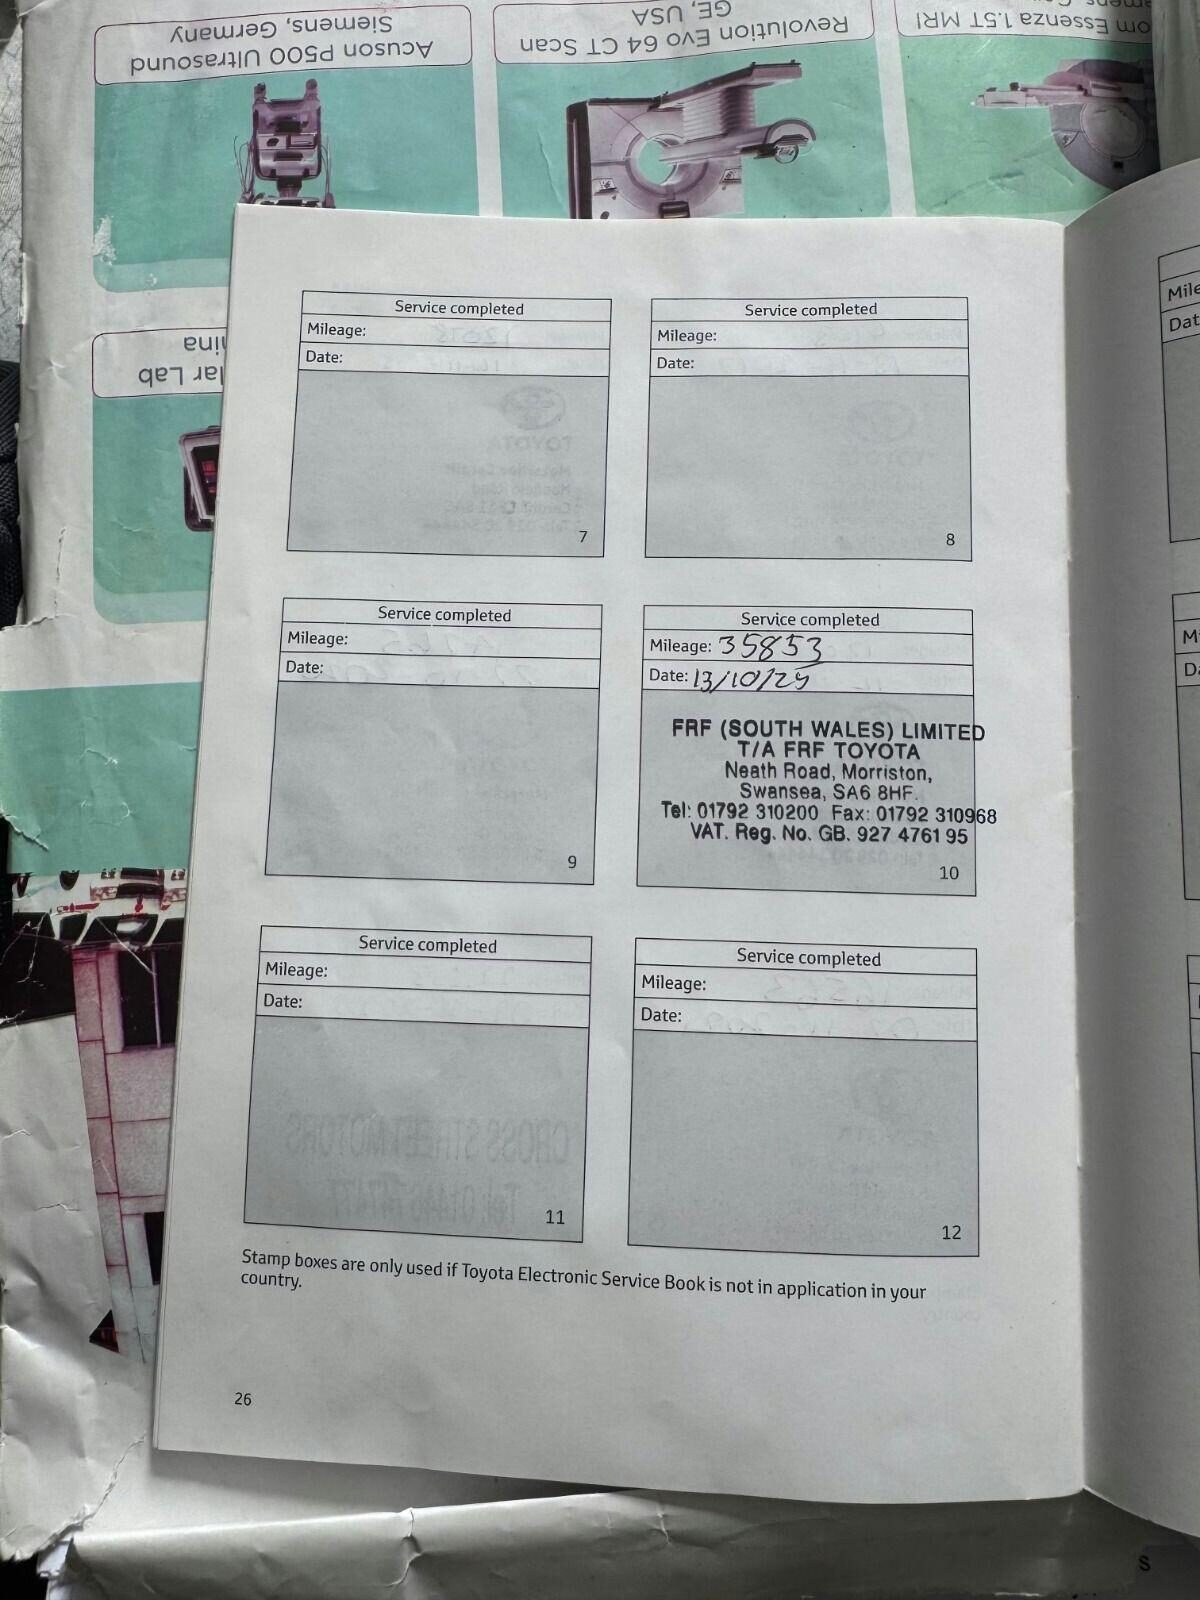 Acuson P500 Ultrasound
Siemens, Germany
Revolution Evo 64 CT Scan
GE, USA
Essenza 1.5T MRI
Lab
Service completed
Mileage:
Date:
7
Service completed
Mileage:
Date:
8
Service completed
Mileage:
Date:
9
Service completed
Mileage: 35853
Date: 13/10/25
FRF (SOUTH WALES) LIMITED
T/A FRF TOYOTA
Neath Road, Morriston,
Swansea, SA6 8HF.
Tel: 01792 310200 Fax: 01792 310968
VAT. Reg. No. GB. 927 4761 95
10
Service completed
Mileage:
Date:
11
Service completed
Mileage:
Date:
12
Stamp boxes are only used if Toyota Electronic Service Book is not in application in your
country.
26
S